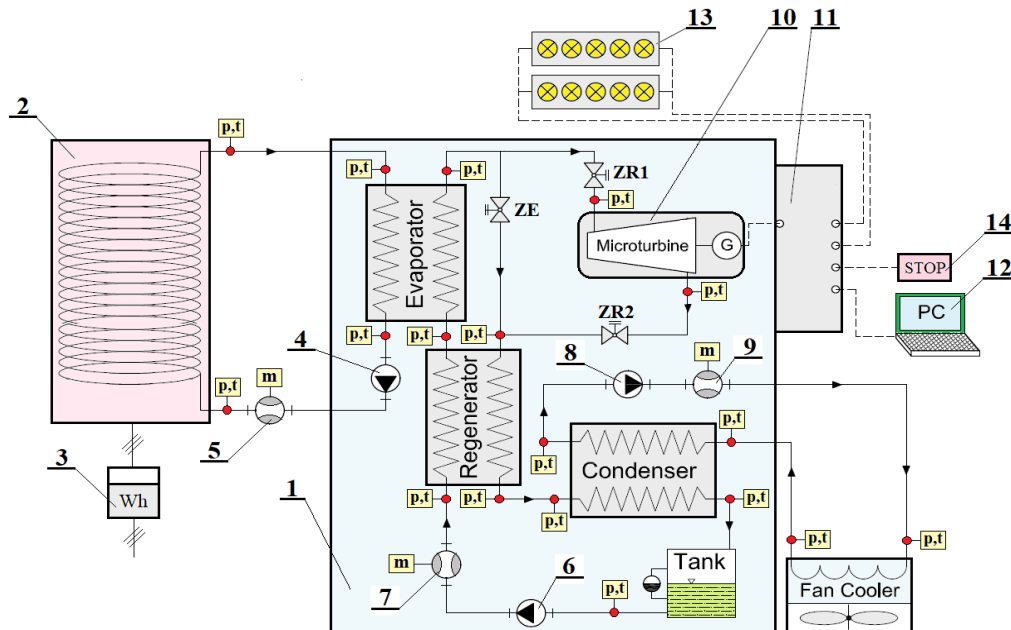 13
10
11
2
p,t
p,t
p,t
ZR1
p,t
ZE
Evaporator
Microturbine
G
14
STOP
12
PC
p,t
ZR2
4
p,t
p,t
p,t
8
m
9
p,t
m
5
Regenerator
p,t
Condenser
p,t
3
Wh
1
p,t
p,t
p,t
p,t
p,t
p,t
m
7
6
p,t
Tank
Fan Cooler